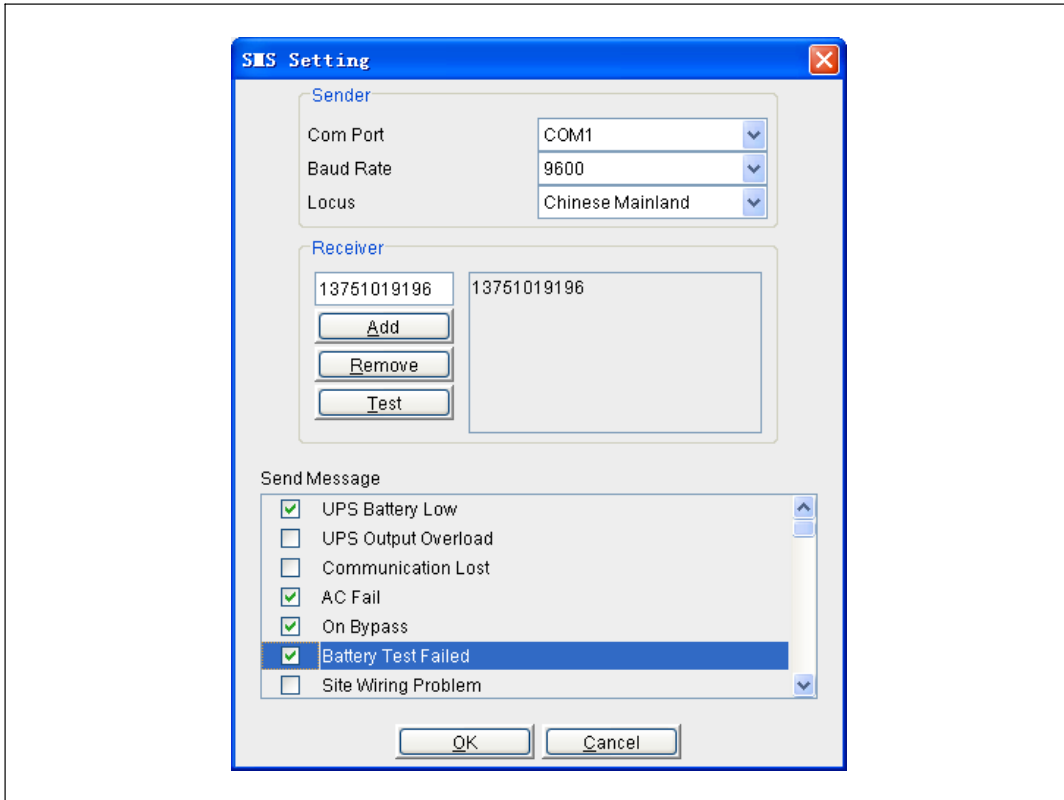 SMS Setting
Sender
Com Port COM1
Baud Rate 9600
Locus Chinese Mainland
Receiver
13751019196 13751019196
Add
Remove
Test
Send Message
UPS Battery Low
UPS Output Overload
Communication Lost
AC Fail
On Bypass
Battery Test Failed
Site Wiring Problem
OK Cancel